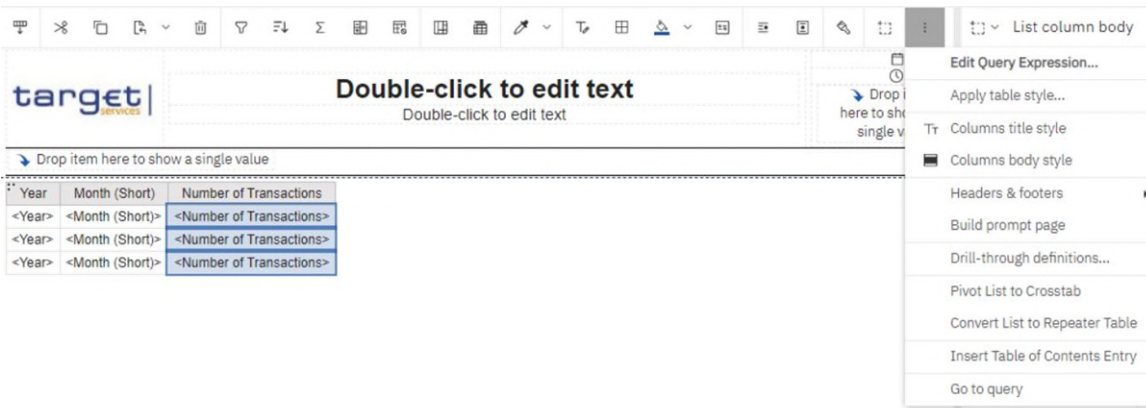 List column body
target|
services
Double-click to edit text
Double-click to edit text
Drop i
here to sho
single v
Drop item here to show a single value
Year Month (Short) Number of Transactions
<Year> <Month (Short)> <Number of Transactions>
<Year> <Month (Short)> <Number of Transactions>
<Year> <Month (Short)> <Number of Transactions>
Edit Query Expression...
Apply table style...
Columns title style
Columns body style
Headers & footers
Build prompt page
Drill-through definitions...
Pivot List to Crosstab
Convert List to Repeater Table
Insert Table of Contents Entry
Go to query